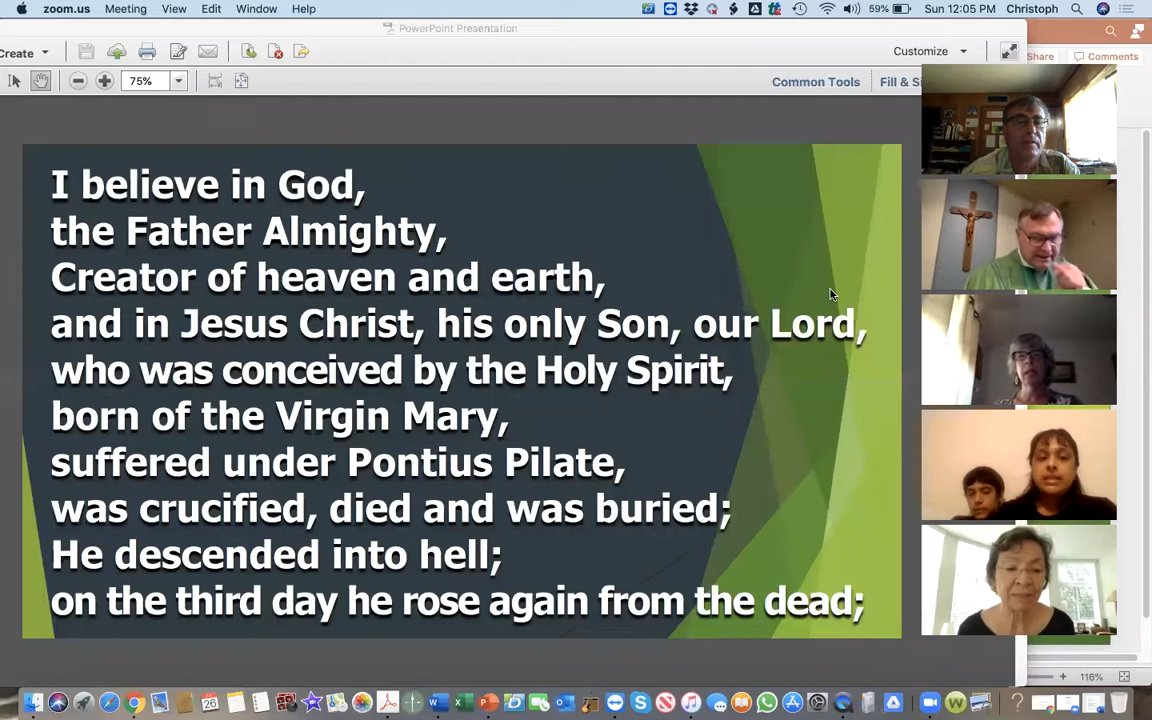 zoom.us Meeting View Edit Window Help 59% Sun 12:05 PM Christoph
PowerPoint Presentation
Create Customize Share Comments
75% Common Tools Fill & Si
I believe in God,
the Father Almighty,
Creator of heaven and earth,
and in Jesus Christ, his only Son, our Lord,
who was conceived by the Holy Spirit,
born of the Virgin Mary,
suffered under Pontius Pilate,
was crucified, died and was buried;
He descended into hell;
on the third day he rose again from the dead;
116%
26